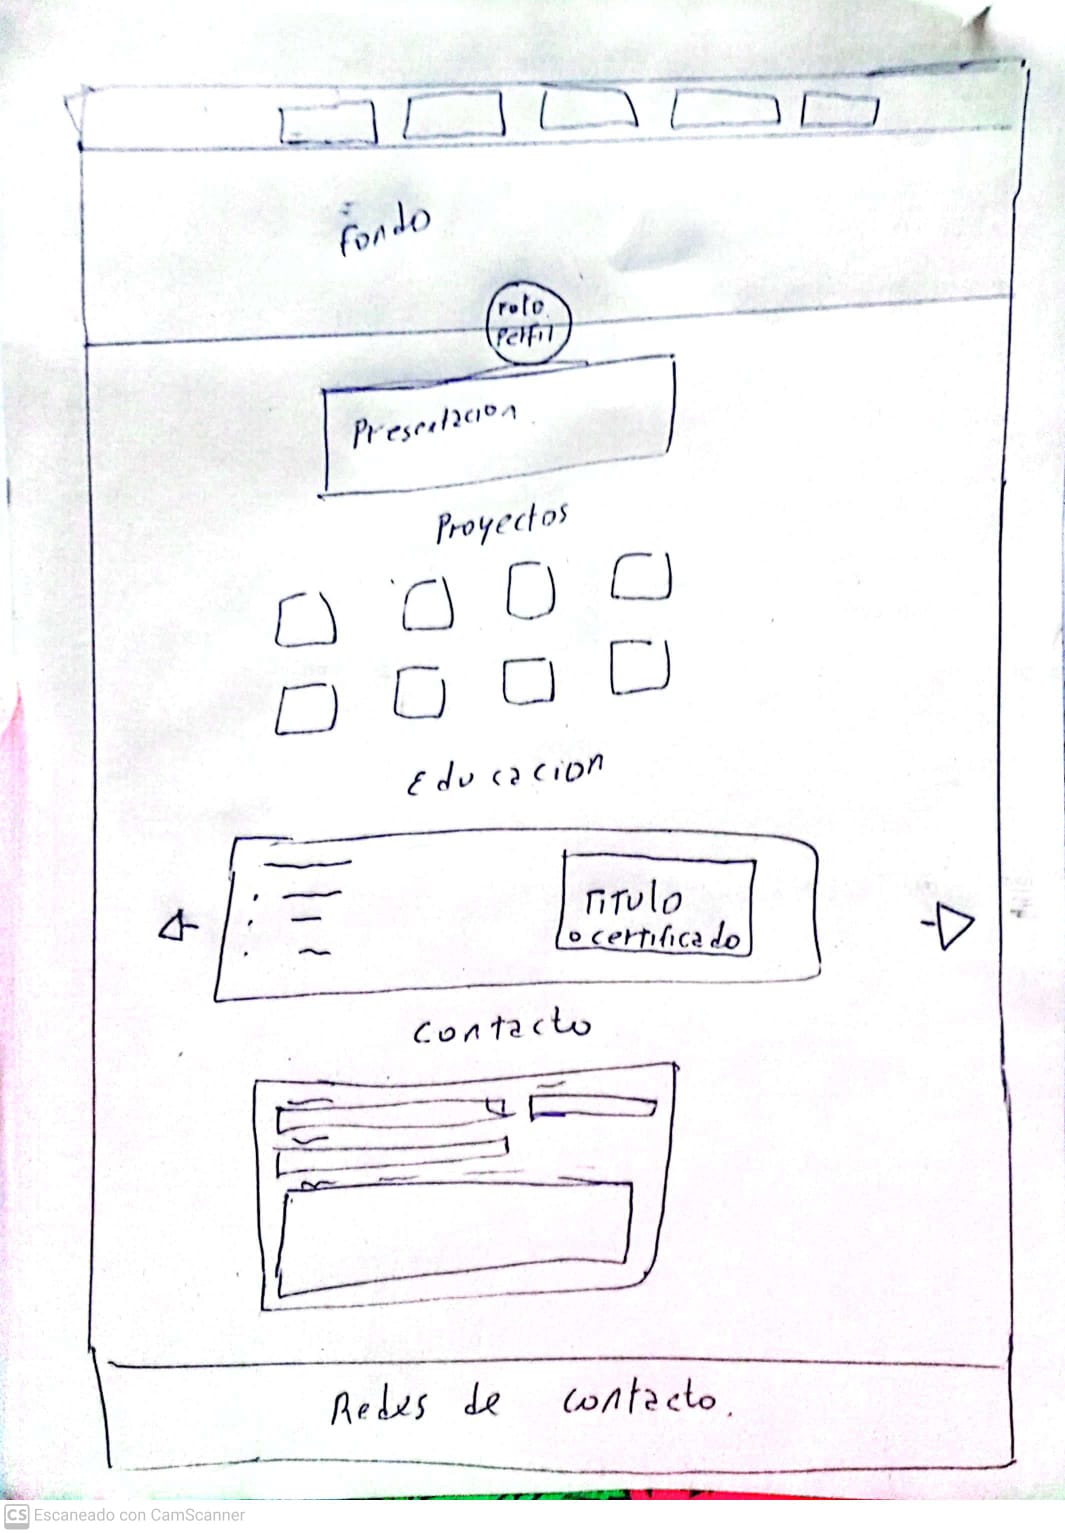 Fondo
Foto
Perfil
Presentacion
Proyectos
Educacion
Titulo
o certificado
Contacto
Redes de contacto.
CS Escaneado con CamScanner